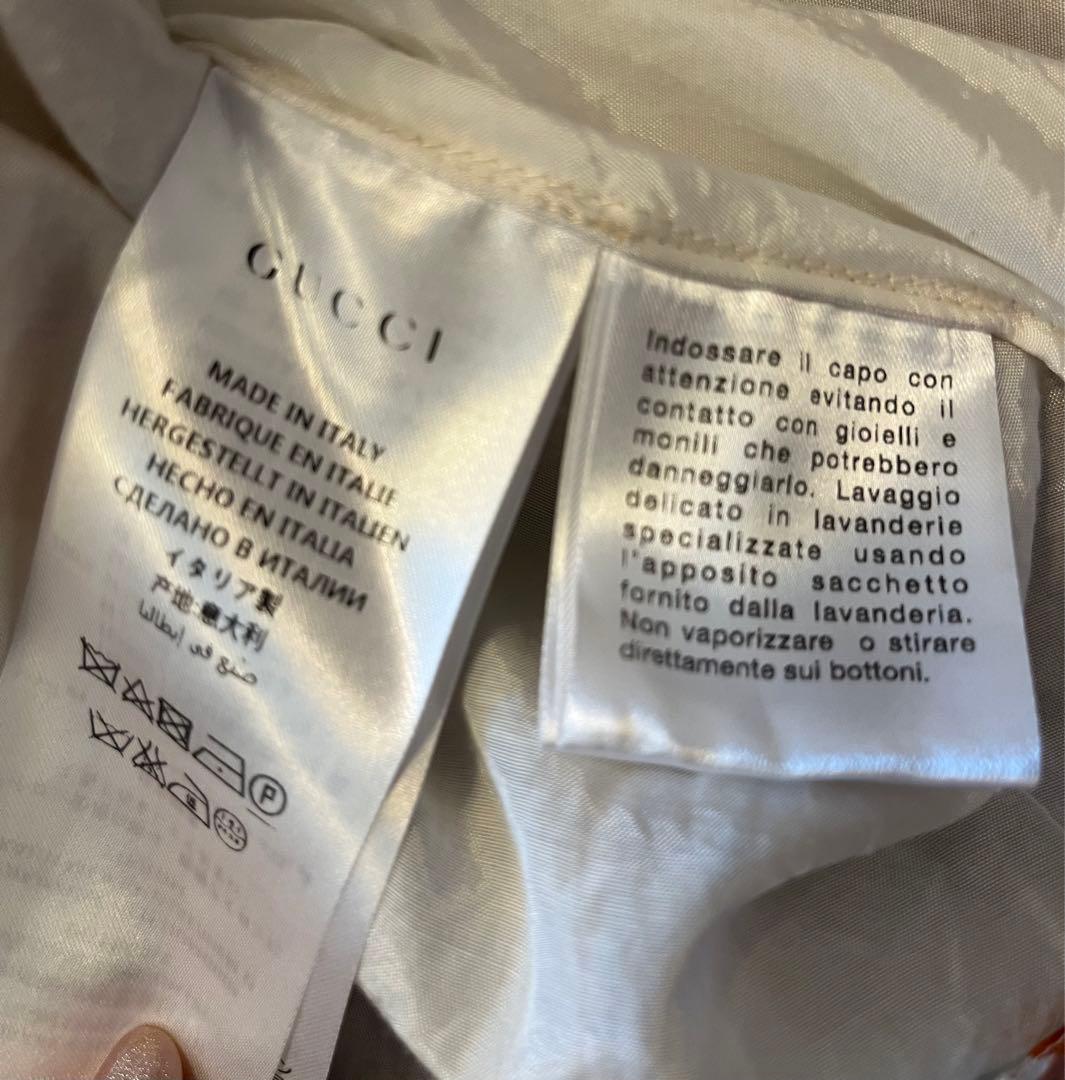 GUCCI
MADE IN ITALY
FABRIQUE EN ITALIE
HERGESTELLT IN ITALIEN
HECHO EN ITALIA
СДЕЛАНО В ИТАЛИИ
イタリア製
产地:意大利
صنع في إيطاليا
P
Indossare il capo con
attenzione evitando il
contatto con gioielli e
monili che potrebbero
danneggiarlo. Lavaggio
delicato in lavanderie
specializzate usando
l'apposito sacchetto
fornito dalla lavanderia.
Non vaporizzare o stirare
direttamente sui bottoni.